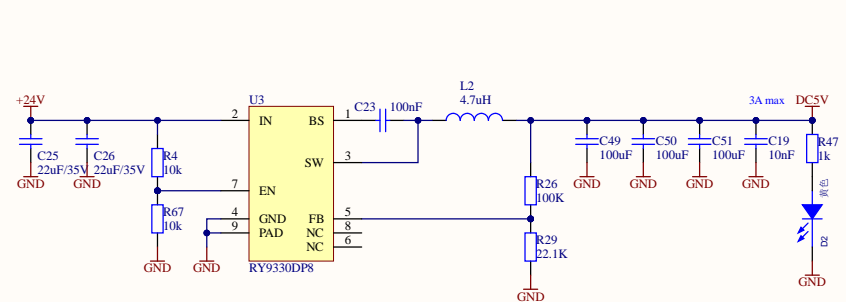 L2
4.7uH
+24V
U3
C23
100nF
3A max
DC5V
2
IN
BS
1
C25
22uF/35V
C26
22uF/35V
R4
10k
SW
3
C49
100uF
C50
100uF
C51
100uF
C19
10nF
R47
1k
GND
GND
GND
GND
GND
GND
7
EN
R26
100K
黄色
R67
10k
4
GND
FB
5
9
PAD
NC
8
NC
6
R29
22.1K
D2
GND
GND
RY9330DP8
GND
GND